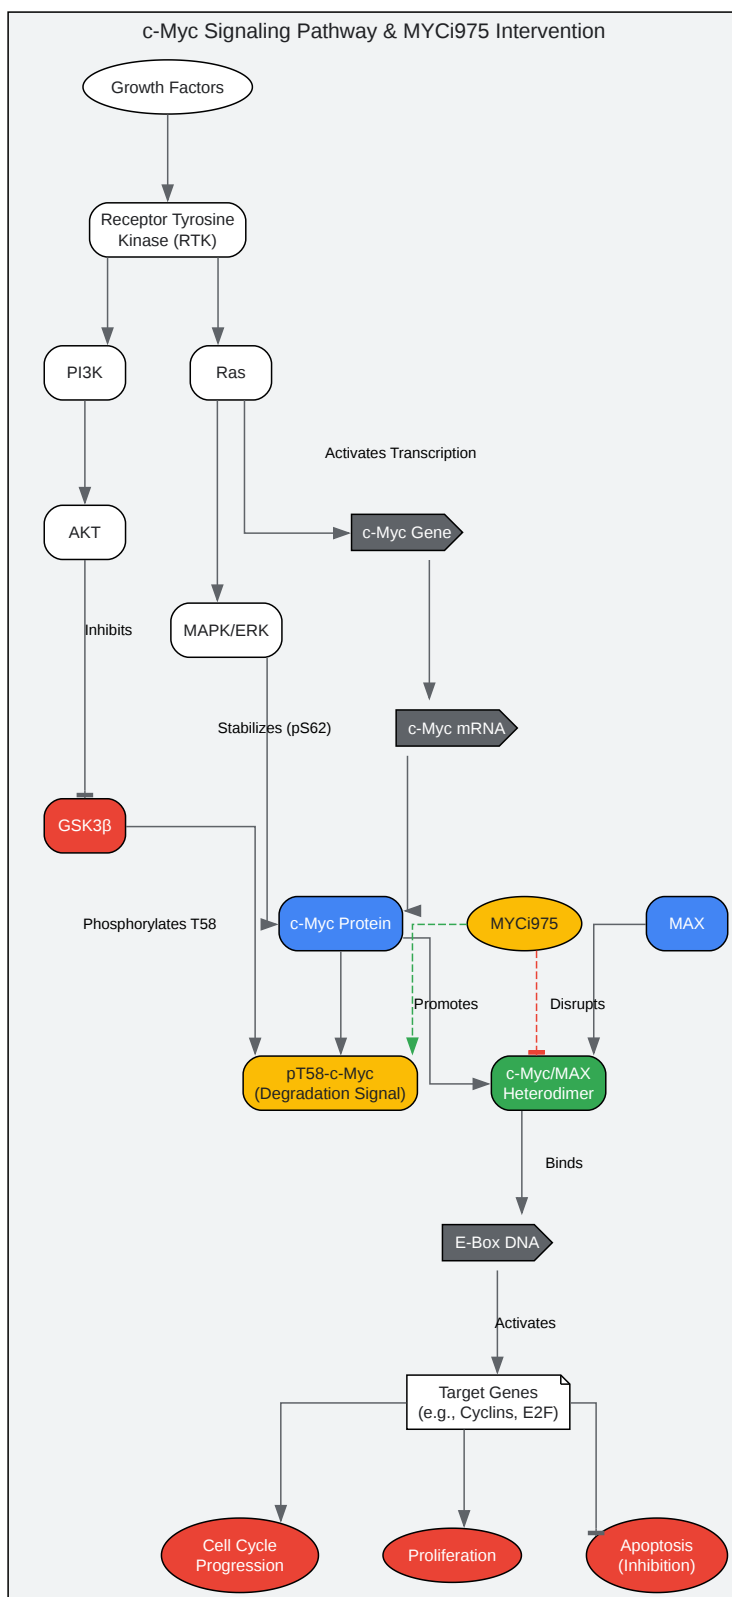 c-Myc Signaling Pathway & MYCi975 Intervention
Growth Factors
Receptor Tyrosine
Kinase (RTK)
PI3K
Ras
Activates Transcription
AKT
c-Myc Gene
Inhibits
MAPK/ERK
Stabilizes (pS62)
c-Myc mRNA
GSK3β
Phosphorylates T58
c-Myc Protein
MYCi975
MAX
Promotes
Disrupts
pT58-c-Myc
(Degradation Signal)
c-Myc/MAX
Heterodimer
Binds
E-Box DNA
Activates
Target Genes
(e.g., Cyclins, E2F)
Cell Cycle
Progression
Proliferation
Apoptosis
(Inhibition)